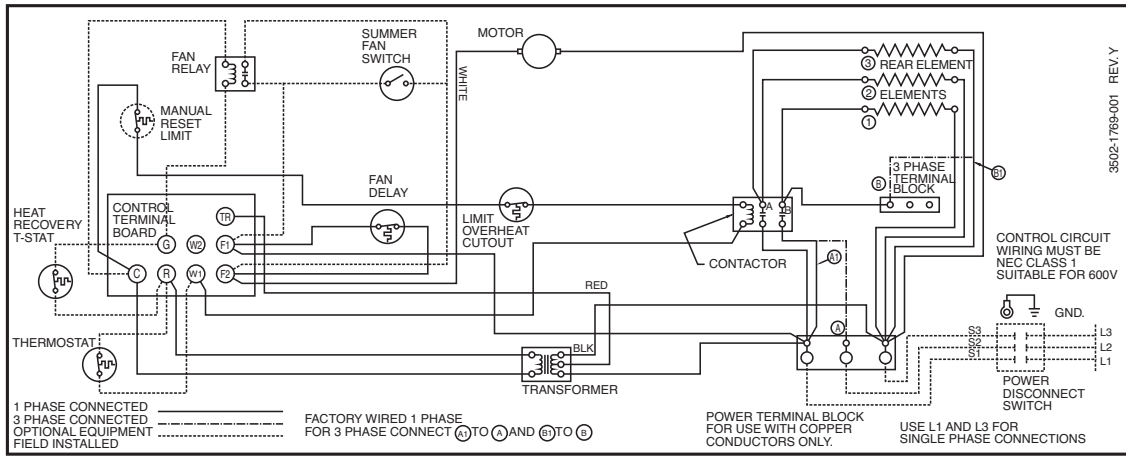 FAN
RELAY
SUMMER
FAN
SWITCH
MOTOR
WHITE
3 REAR ELEMENT
2 ELEMENTS
1
3502-1769-001 REV. Y
MANUAL
RESET
LIMIT
FAN
DELAY
LIMIT
OVERHEAT
CUTOUT
A
B
CONTACTOR
B
3 PHASE
TERMINAL
BLOCK
B1
HEAT
RECOVERY
T-STAT
CONTROL
TERMINAL
BOARD
TR
G
W2
F1
C
R
W1
F2
A1
CONTROL CIRCUIT
WIRING MUST BE
NEC CLASS 1
SUITABLE FOR 600V
RED
BLK
A
GND.
S3
S2
S1
L3
L2
L1
THERMOSTAT
TRANSFORMER
POWER
DISCONNECT
SWITCH
1 PHASE CONNECTED
3 PHASE CONNECTED
OPTIONAL EQUIPMENT
FIELD INSTALLED
FACTORY WIRED 1 PHASE
FOR 3 PHASE CONNECT A1 TO A AND B1 TO B
POWER TERMINAL BLOCK
FOR USE WITH COPPER
CONDUCTORS ONLY.
USE L1 AND L3 FOR
SINGLE PHASE CONNECTIONS